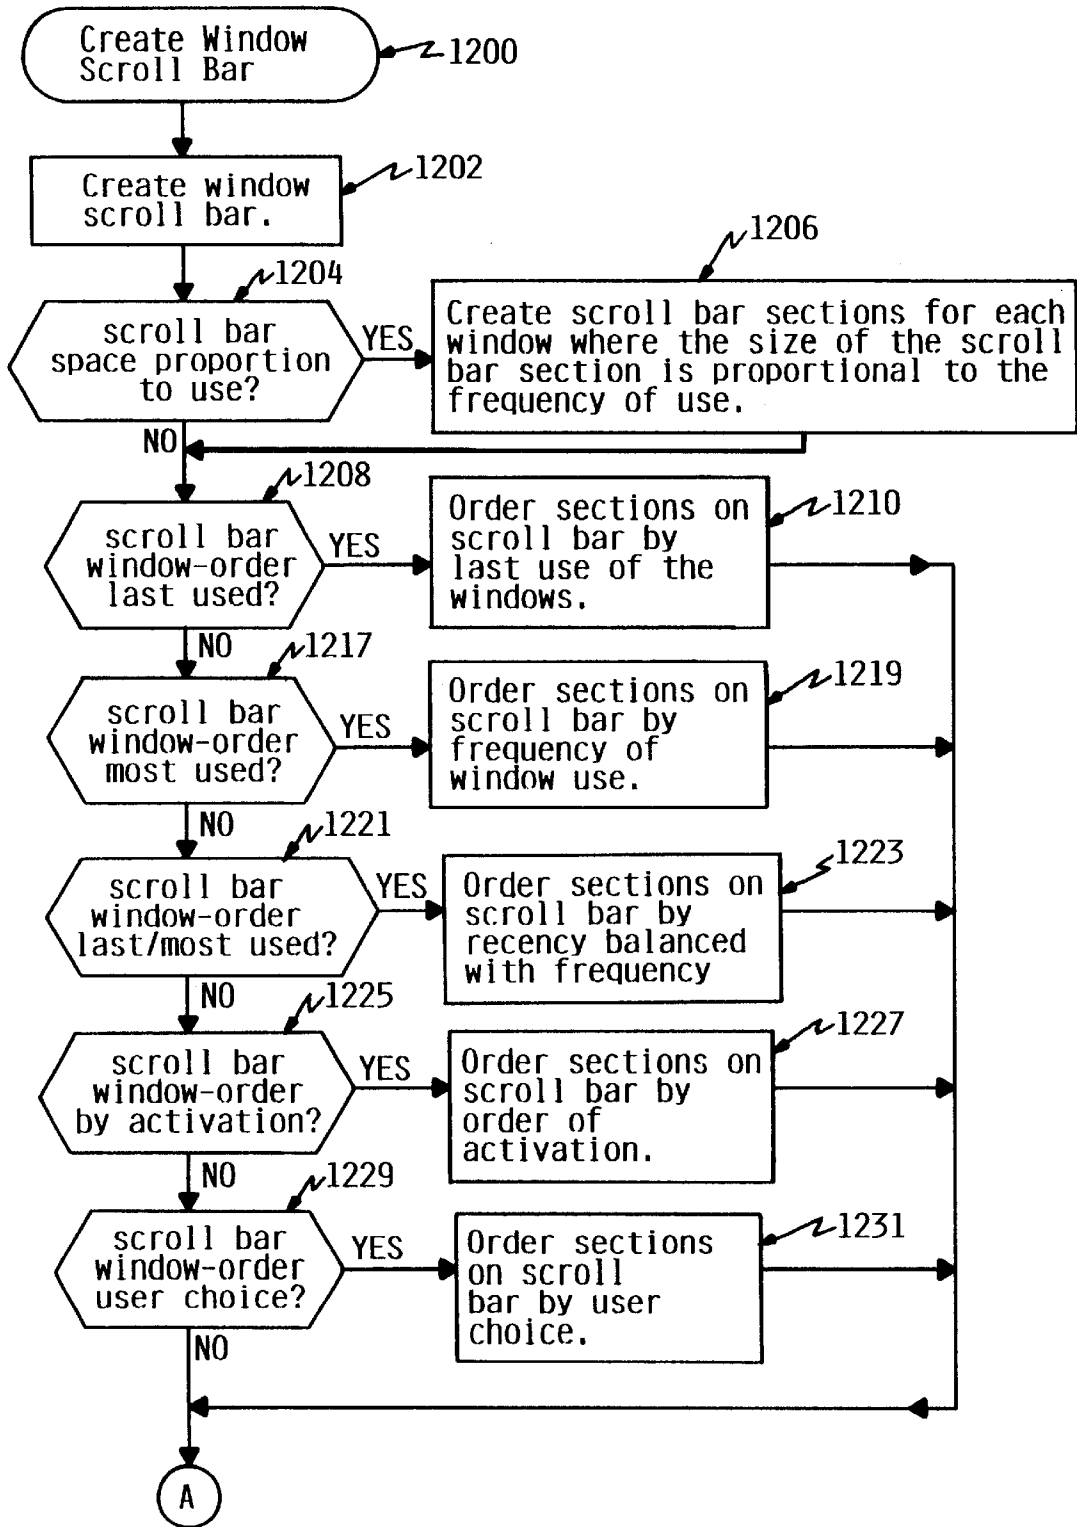 Create Window
Scroll Bar
1200
Create window
scroll bar.
1202
scroll bar
space proportion
to use?
1204
YES
Create scroll bar sections for each
window where the size of the scroll
bar section is proportional to the
frequency of use.
1206
NO
scroll bar
window-order
last used?
1208
YES
Order sections on
scroll bar by
last use of the
windows.
1210
NO
scroll bar
window-order
most used?
1217
YES
Order sections on
scroll bar by
frequency of
window use.
1219
NO
scroll bar
window-order
last/most used?
1221
YES
Order sections on
scroll bar by
recency balanced
with frequency
1223
NO
scroll bar
window-order
by activation?
1225
YES
Order sections on
scroll bar by
order of
activation.
1227
NO
scroll bar
window-order
user choice?
1229
YES
Order sections
on scroll
bar by user
choice.
1231
NO
A